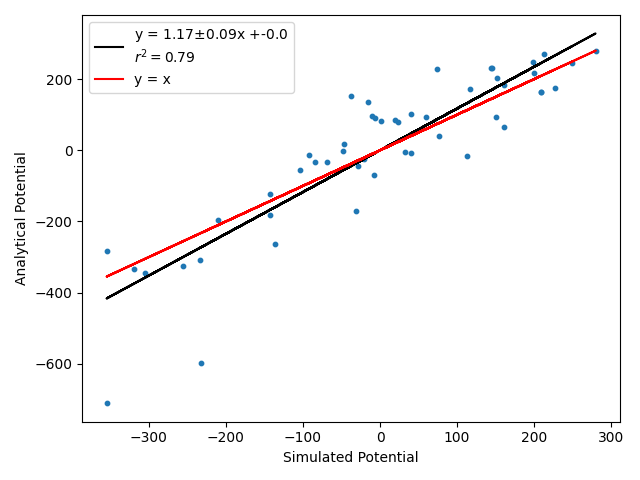 y = 1.17±0.09x +-0.0
r² = 0.79
y = x
200
0
−200
−400
−600
Analytical Potential
−300
−200
−100
0
100
200
300
Simulated Potential